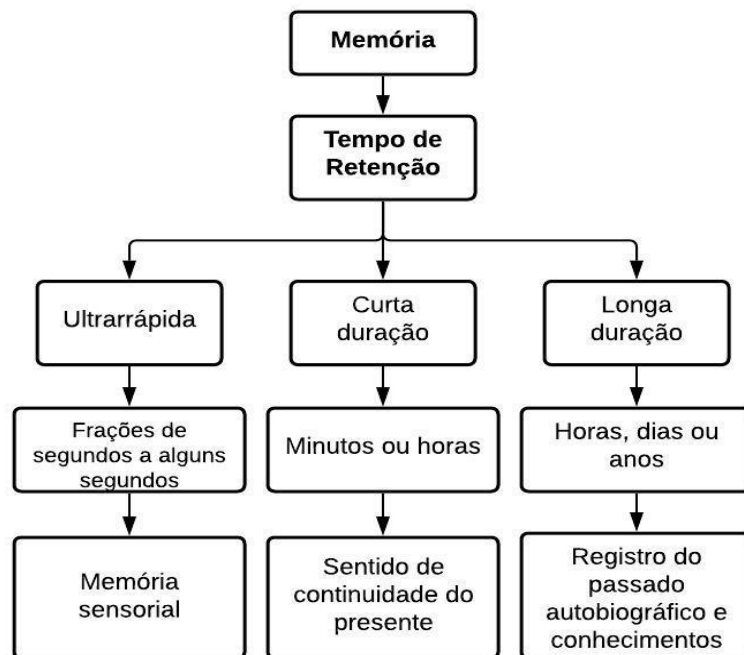 Memória
Tempo de
Retenção
Ultrarrápida
Curta
duração
Longa
duração
Frações de
segundos a alguns
segundos
Minutos ou horas
Horas, dias ou
anos
Memória
sensorial
Sentido de
continuidade do
presente
Registro do
passado
autobiográfico e
conhecimentos